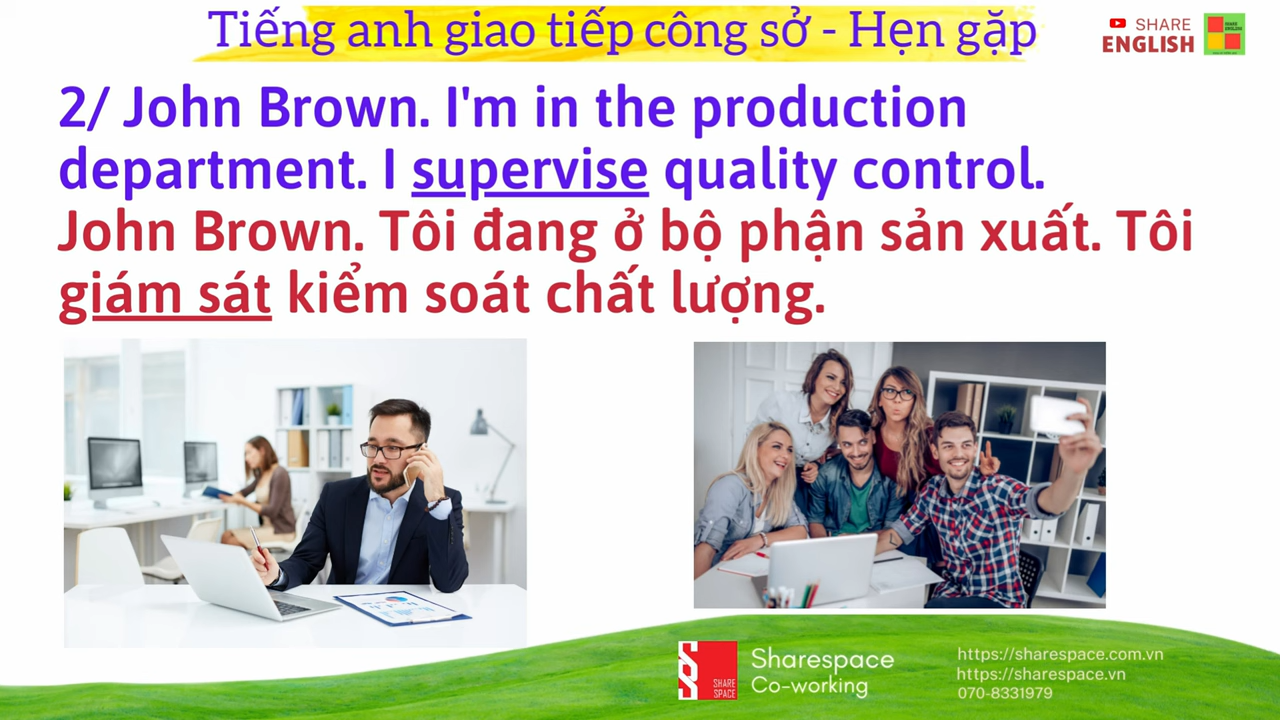 Tiếng anh giao tiếp công sở - Hẹn gặp
SHARE
ENGLISH
2/ John Brown. I'm in the production
department. I supervise quality control.
John Brown. Tôi đang ở bộ phận sản xuất. Tôi
giám sát kiểm soát chất lượng.
SHARE
SPACE
Sharespace
Co-working
https://sharespace.com.vn
https://sharespace.vn
070-8331979